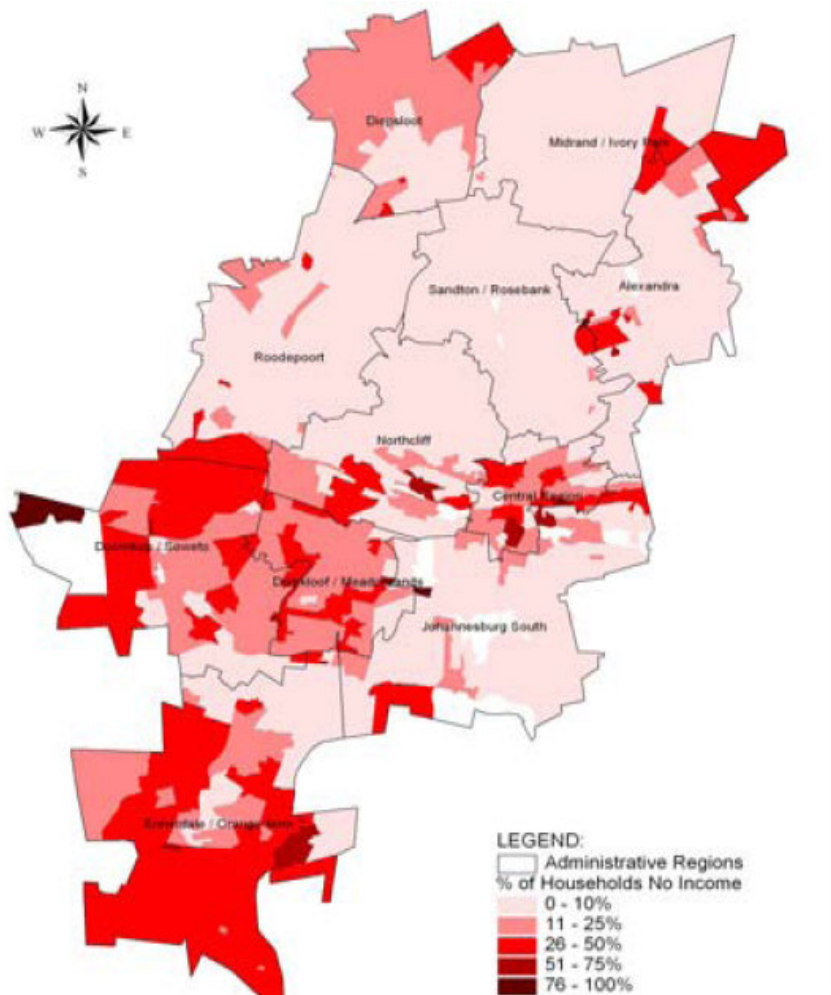 N
W E
S
Diepsloot
Midrand / Ivory
Sandton / Rosebank
Alexandra
Roodepoort
Northcliff
Central Region
Doornkop / Soweto
Diepkloof / Meadowlands
Johannesburg South
Ennerdale / Orange Farm
LEGEND:
Administrative Regions
% of Households No Income
0 - 10%
11 - 25%
26 - 50%
51 - 75%
76 - 100%